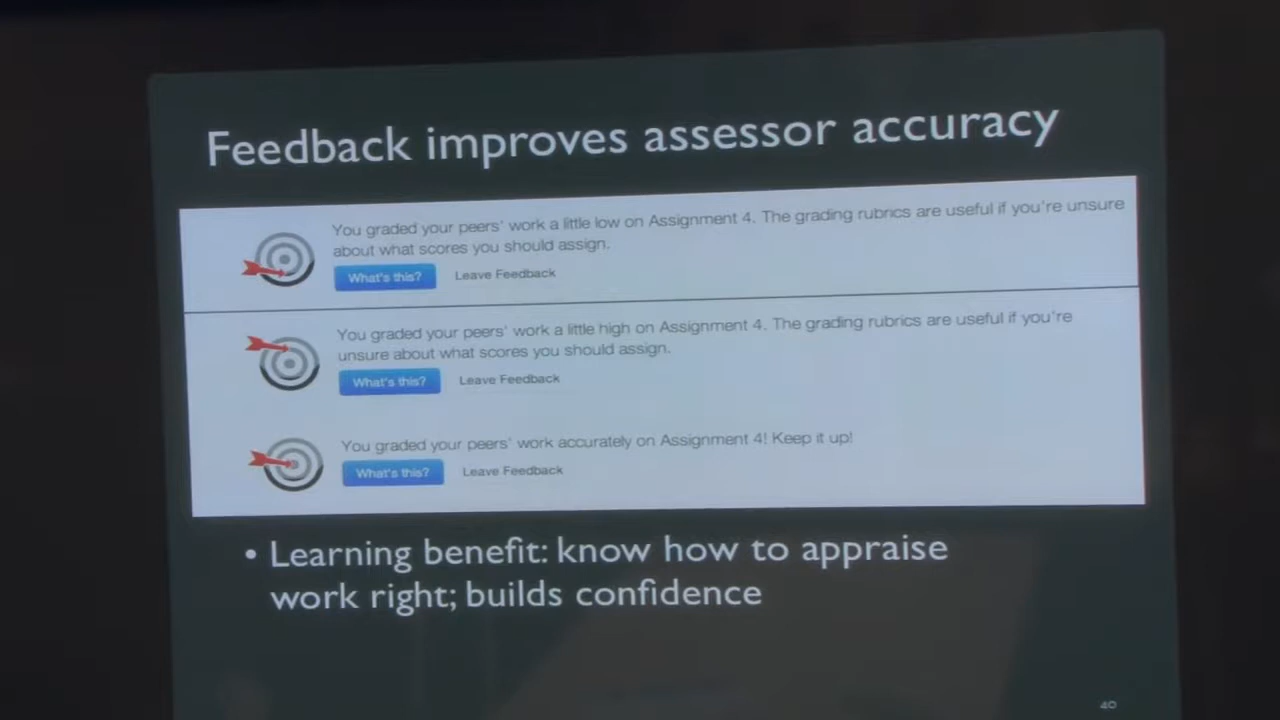 Feedback improves assessor accuracy
You graded your peers' work a little low on Assignment 4. The grading rubrics are useful if you're unsure
about what scores you should assign.
What's this? Leave Feedback
You graded your peers' work a little high on Assignment 4. The grading rubrics are useful if you're
unsure about what scores you should assign.
What's this? Leave Feedback
You graded your peers' work accurately on Assignment 4! Keep it up!
What's this? Leave Feedback
• Learning benefit: know how to appraise
work right; builds confidence
40